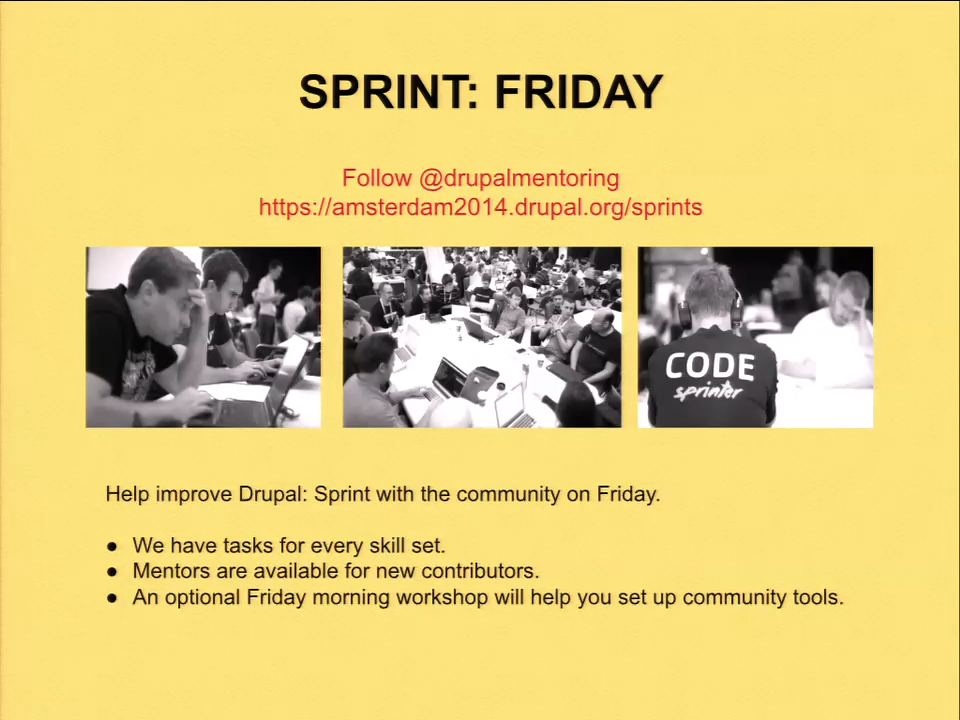 SPRINT: FRIDAY
Follow @drupalmentoring
https://amsterdam2014.drupal.org/sprints
CODE
sprinter
Help improve Drupal: Sprint with the community on Friday.
● We have tasks for every skill set.
● Mentors are available for new contributors.
● An optional Friday morning workshop will help you set up community tools.